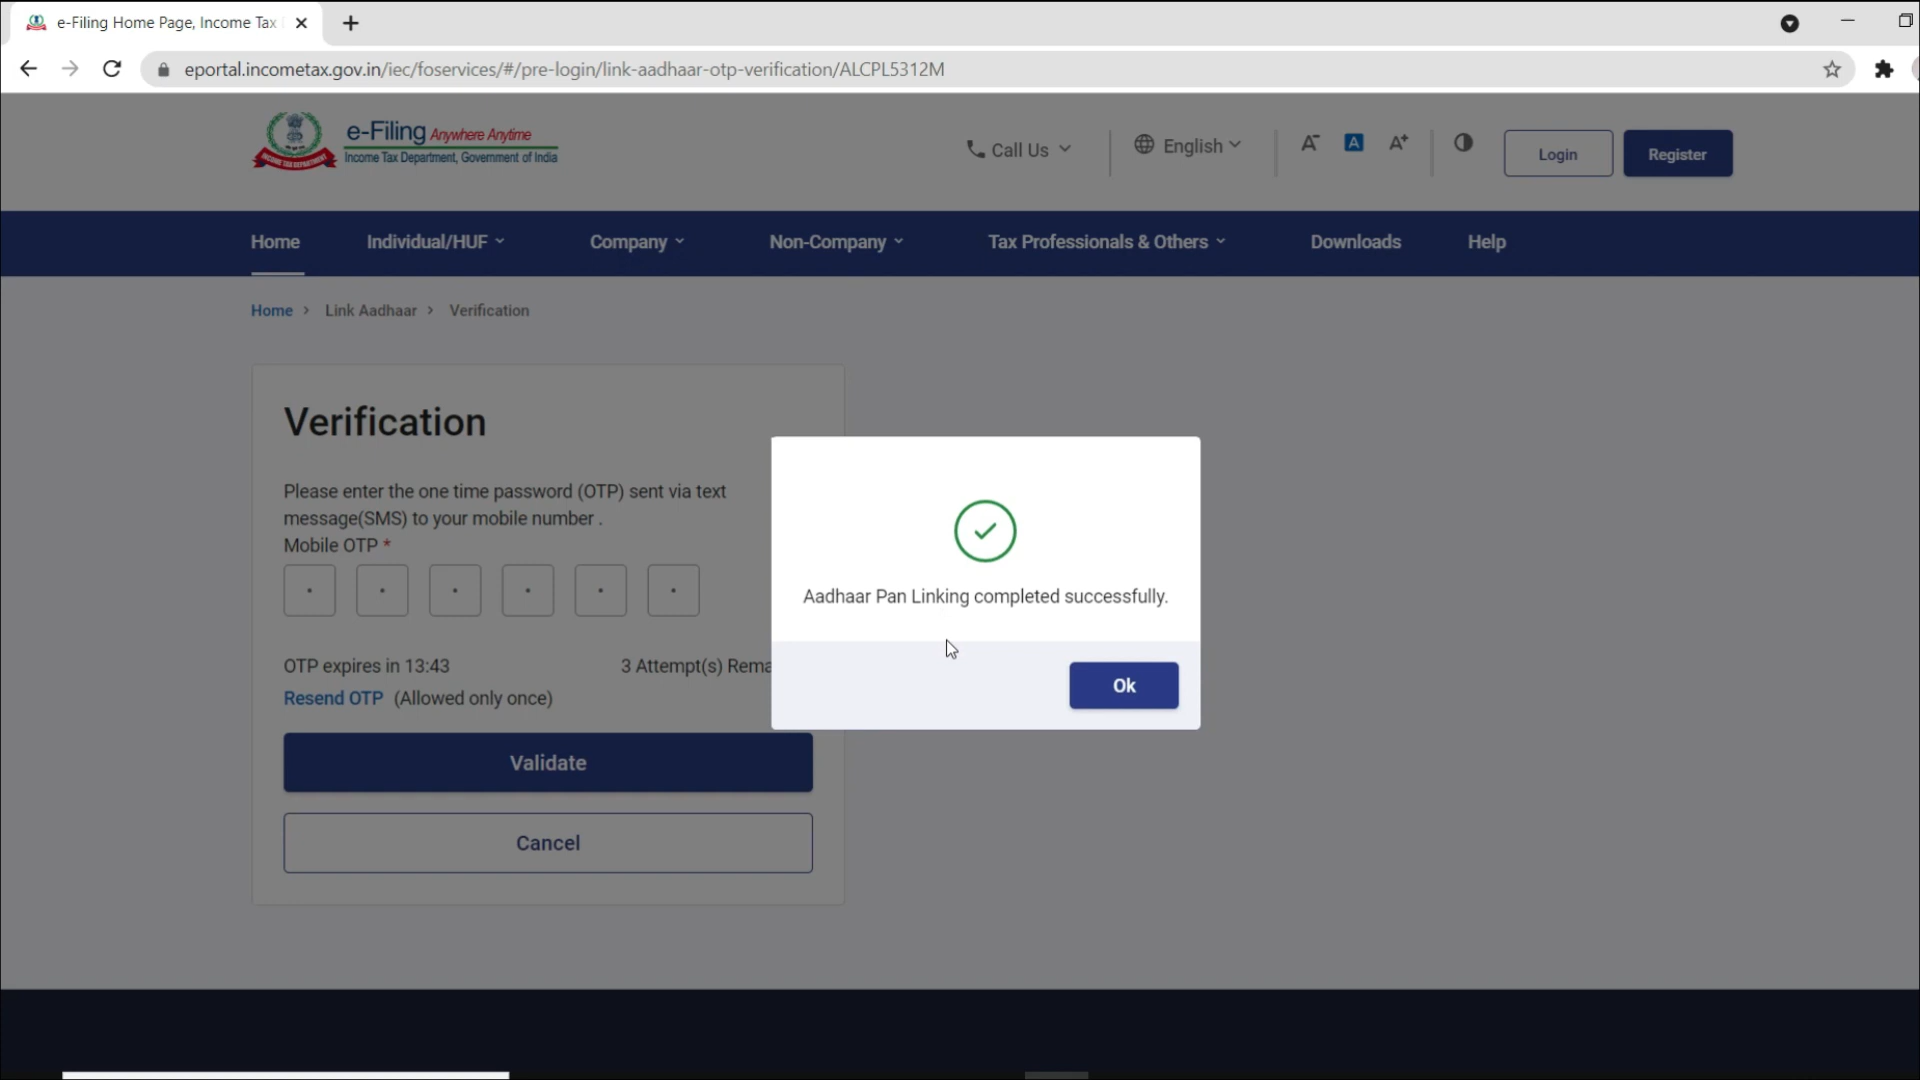 e-Filing Home Page, Income Tax
eportal.incometax.gov.in/iec/foservices/#/pre-login/link-aadhaar-otp-verification/ALCPL5312M
e-Filing Anywhere Anytime
Income Tax Department, Government of India
INCOME TAX DEPARTMENT
Call Us
English
A-
A
A+
Login
Register
Home
Individual/HUF
Company
Non-Company
Tax Professionals & Others
Downloads
Help
Home > Link Aadhaar > Verification
Verification
Please enter the one time password (OTP) sent via text
message(SMS) to your mobile number .
Mobile OTP *
OTP expires in 13:43
3 Attempt(s) Rema
Resend OTP (Allowed only once)
Validate
Cancel
Aadhaar Pan Linking completed successfully.
Ok